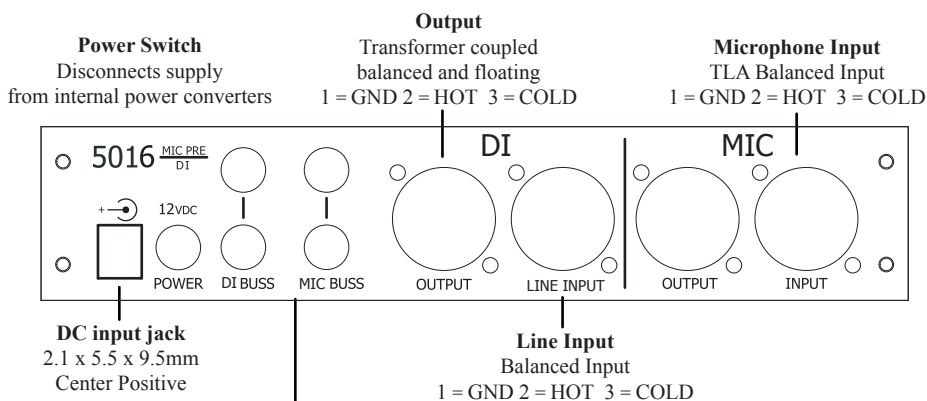 Output
Transformer coupled
balanced and floating
1 = GND 2 = HOT 3 = COLD
Power Switch
Disconnects supply
from internal power converters
Microphone Input
TLA Balanced Input
1 = GND 2 = HOT 3 = COLD
5016 MIC PRE
DI
DI
MIC
+
12VDC
POWER
DI BUSS
MIC BUSS
OUTPUT
LINE INPUT
OUTPUT
INPUT
DC input jack
2.1 x 5.5 x 9.5mm
Center Positive
Line Input
Balanced Input
1 = GND 2 = HOT 3 = COLD